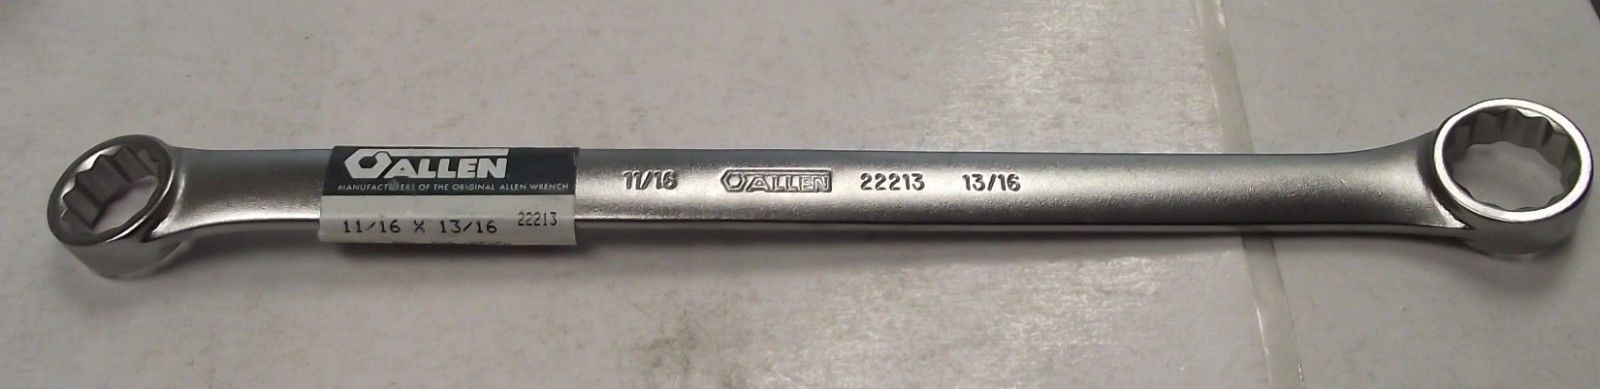 ALLEN
MANUFACTURERS OF THE ORIGINAL ALLEN WRENCH
11/16 X 13/16 22213
11/16 ALLEN 22213 13/16